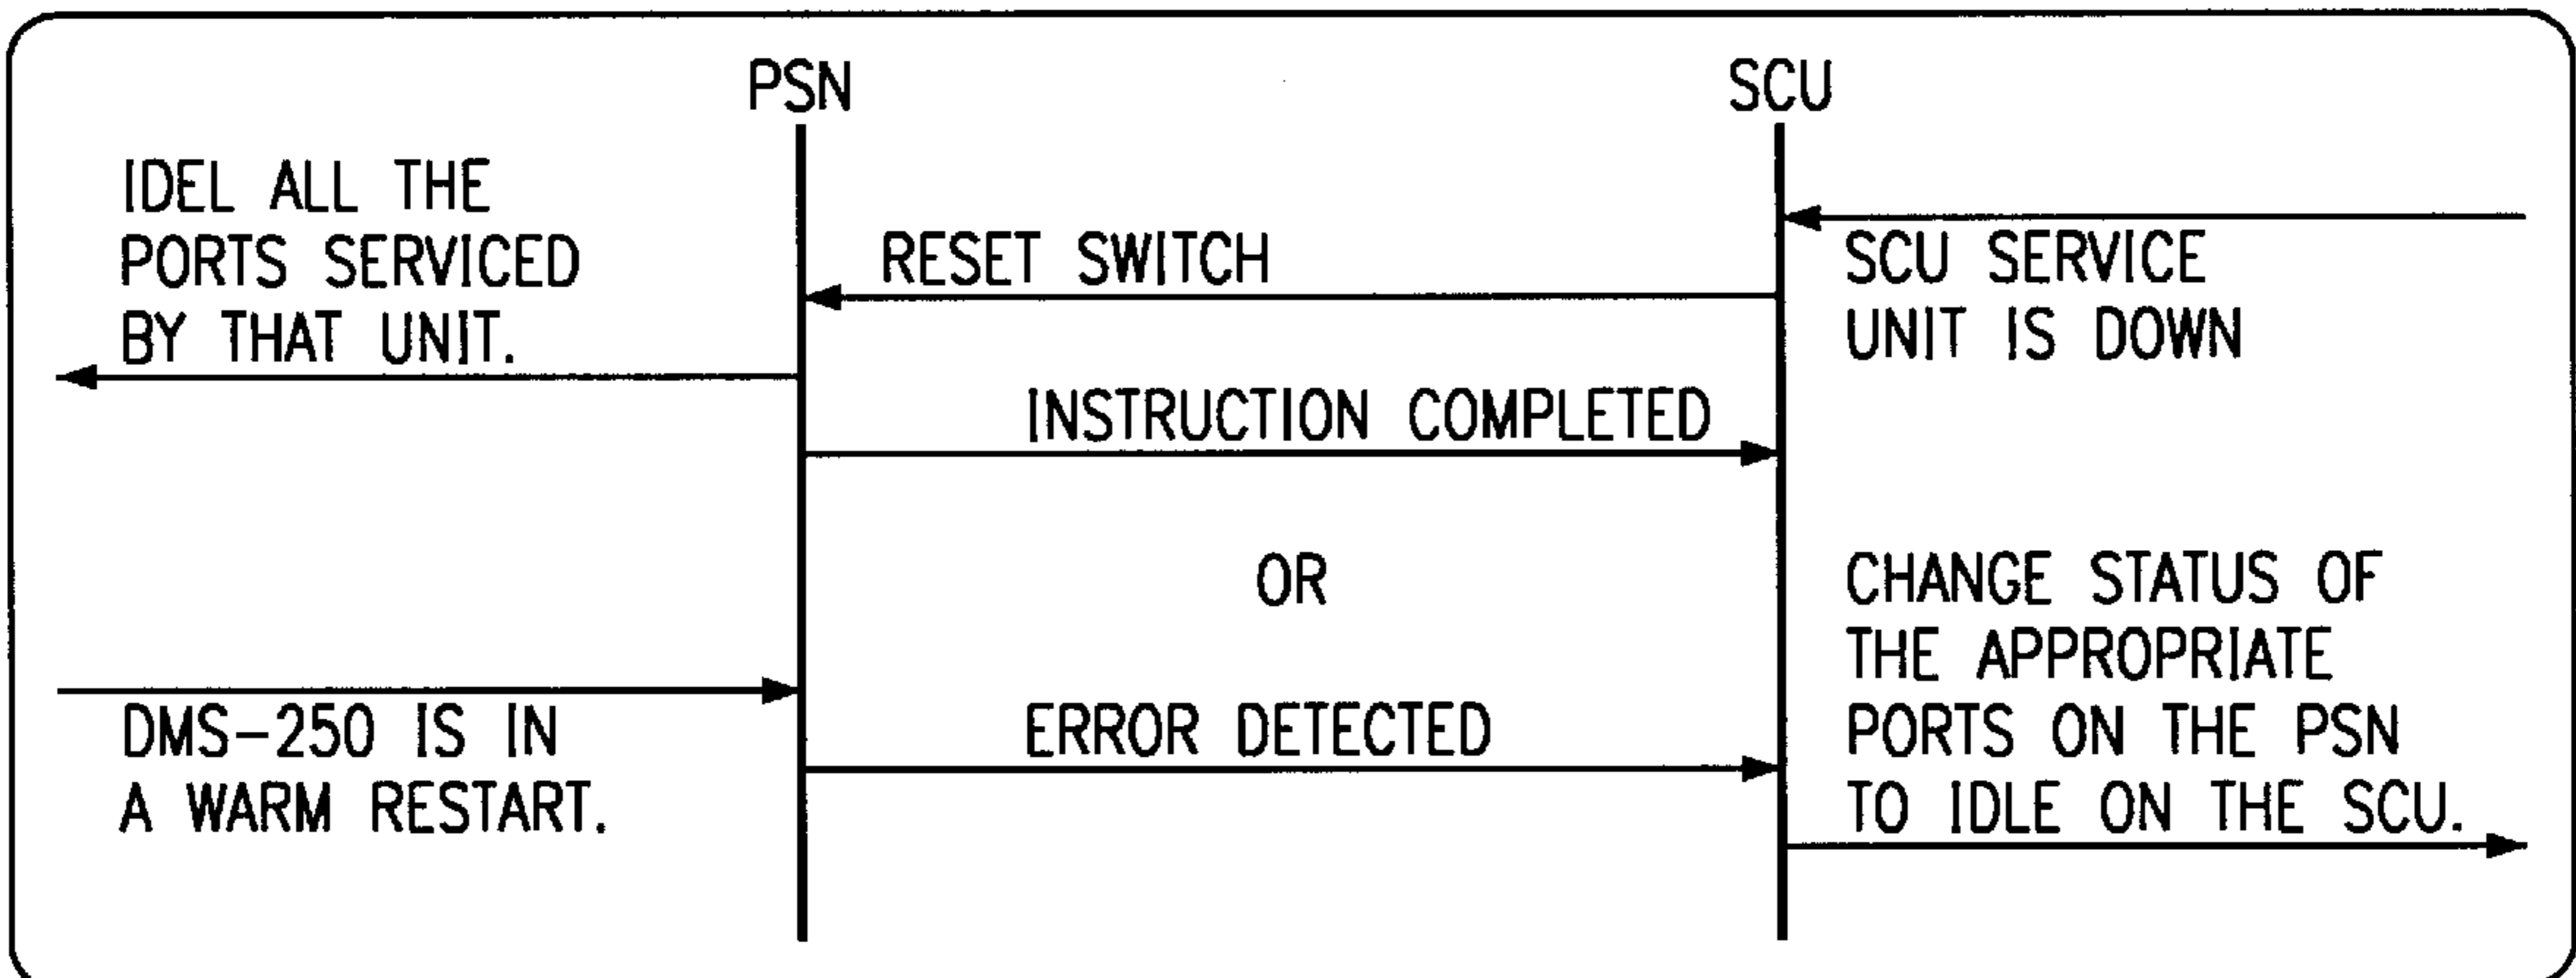 PSN
SCU
IDEL ALL THE
PORTS SERVICED
BY THAT UNIT.
RESET SWITCH
SCU SERVICE
UNIT IS DOWN
INSTRUCTION COMPLETED
OR
DMS-250 IS IN
A WARM RESTART.
ERROR DETECTED
CHANGE STATUS OF
THE APPROPRIATE
PORTS ON THE PSN
TO IDLE ON THE SCU.